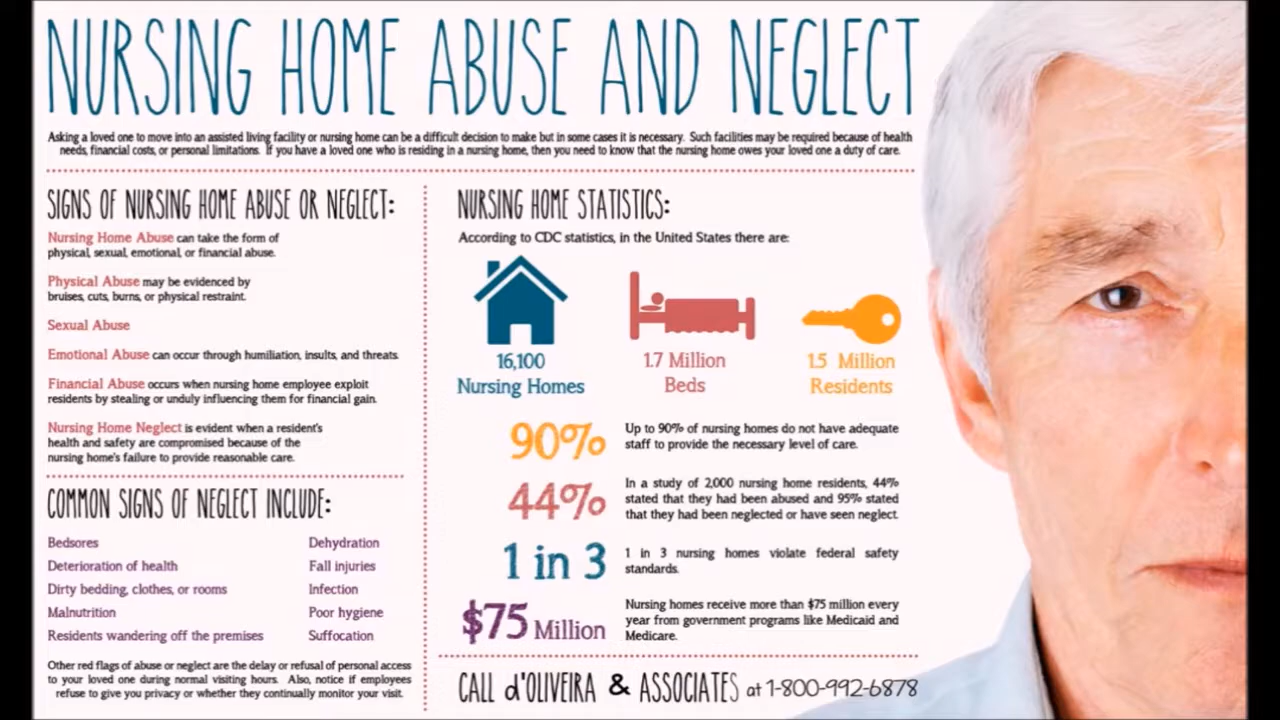 NURSING HOME ABUSE AND NEGLECT
Asking a loved one to move into an assisted living facility or nursing home can be a difficult decision to make but in some cases it is necessary. Such facilities may be required because of health
needs, financial costs, or personal limitations. If you have a loved one who is residing in a nursing home, then you need to know that the nursing home owes your loved one a duty of care.
SIGNS OF NURSING HOME ABUSE OR NEGLECT:
Nursing Home Abuse can take the form of
physical, sexual, emotional, or financial abuse.
Physical Abuse may be evidenced by
bruises, cuts, burns, or physical restraint.
Sexual Abuse
Emotional Abuse can occur through humiliation, insults, and threats.
Financial Abuse occurs when nursing home employee exploit
residents by stealing or unduly influencing them for financial gain.
Nursing Home Neglect is evident when a resident's
health and safety are compromised because of the
nursing home's failure to provide reasonable care.
COMMON SIGNS OF NEGLECT INCLUDE:
Bedsores
Deterioration of health
Dirty bedding, clothes, or rooms
Malnutrition
Residents wandering off the premises
Dehydration
Fall injuries
Infection
Poor hygiene
Suffocation
Other red flags of abuse or neglect are the delay or refusal of personal access
to your loved one during normal visiting hours. Also, notice if employees
refuse to give you privacy or whether they continually monitor your visit.
NURSING HOME STATISTICS:
According to CDC statistics, in the United States there are:
16,100
Nursing Homes
1.7 Million
Beds
1.5 Million
Residents
90%
Up to 90% of nursing homes do not have adequate
staff to provide the necessary level of care.
44%
In a study of 2,000 nursing home residents, 44%
stated that they had been abused and 95% stated
that they had been neglected or have seen neglect.
1 in 3
1 in 3 nursing homes violate federal safety
standards.
$75 Million
Nursing homes receive more than $75 million every
year from government programs like Medicaid and
Medicare.
CALL d'OLIVEIRA & ASSOCIATES at 1-800-992-6878